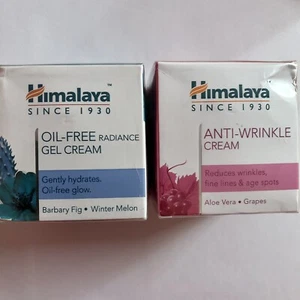 Himalaya™
SINCE 1930
OIL-FREE RADIANCE
GEL CREAM
Gently hydrates.
Oil-free glow.
Barbary Fig • Winter Melon
Himalaya
SINCE 1930
ANTI-WRINKLE
CREAM
Reduces wrinkles,
fine lines & age spots
Aloe Vera • Grapes